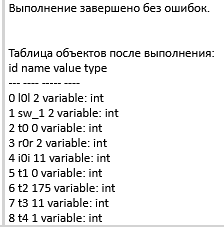 Выполнение завершено без ошибок.
Таблица объектов после выполнения:
id name value type
--- ---- ----- ----
0 l0l 2 variable: int
1 sw_1 2 variable: int
2 t0 0 variable: int
3 r0r 2 variable: int
4 i0i 11 variable: int
5 t1 0 variable: int
6 t2 175 variable: int
7 t3 11 variable: int
8 t4 1 variable: int